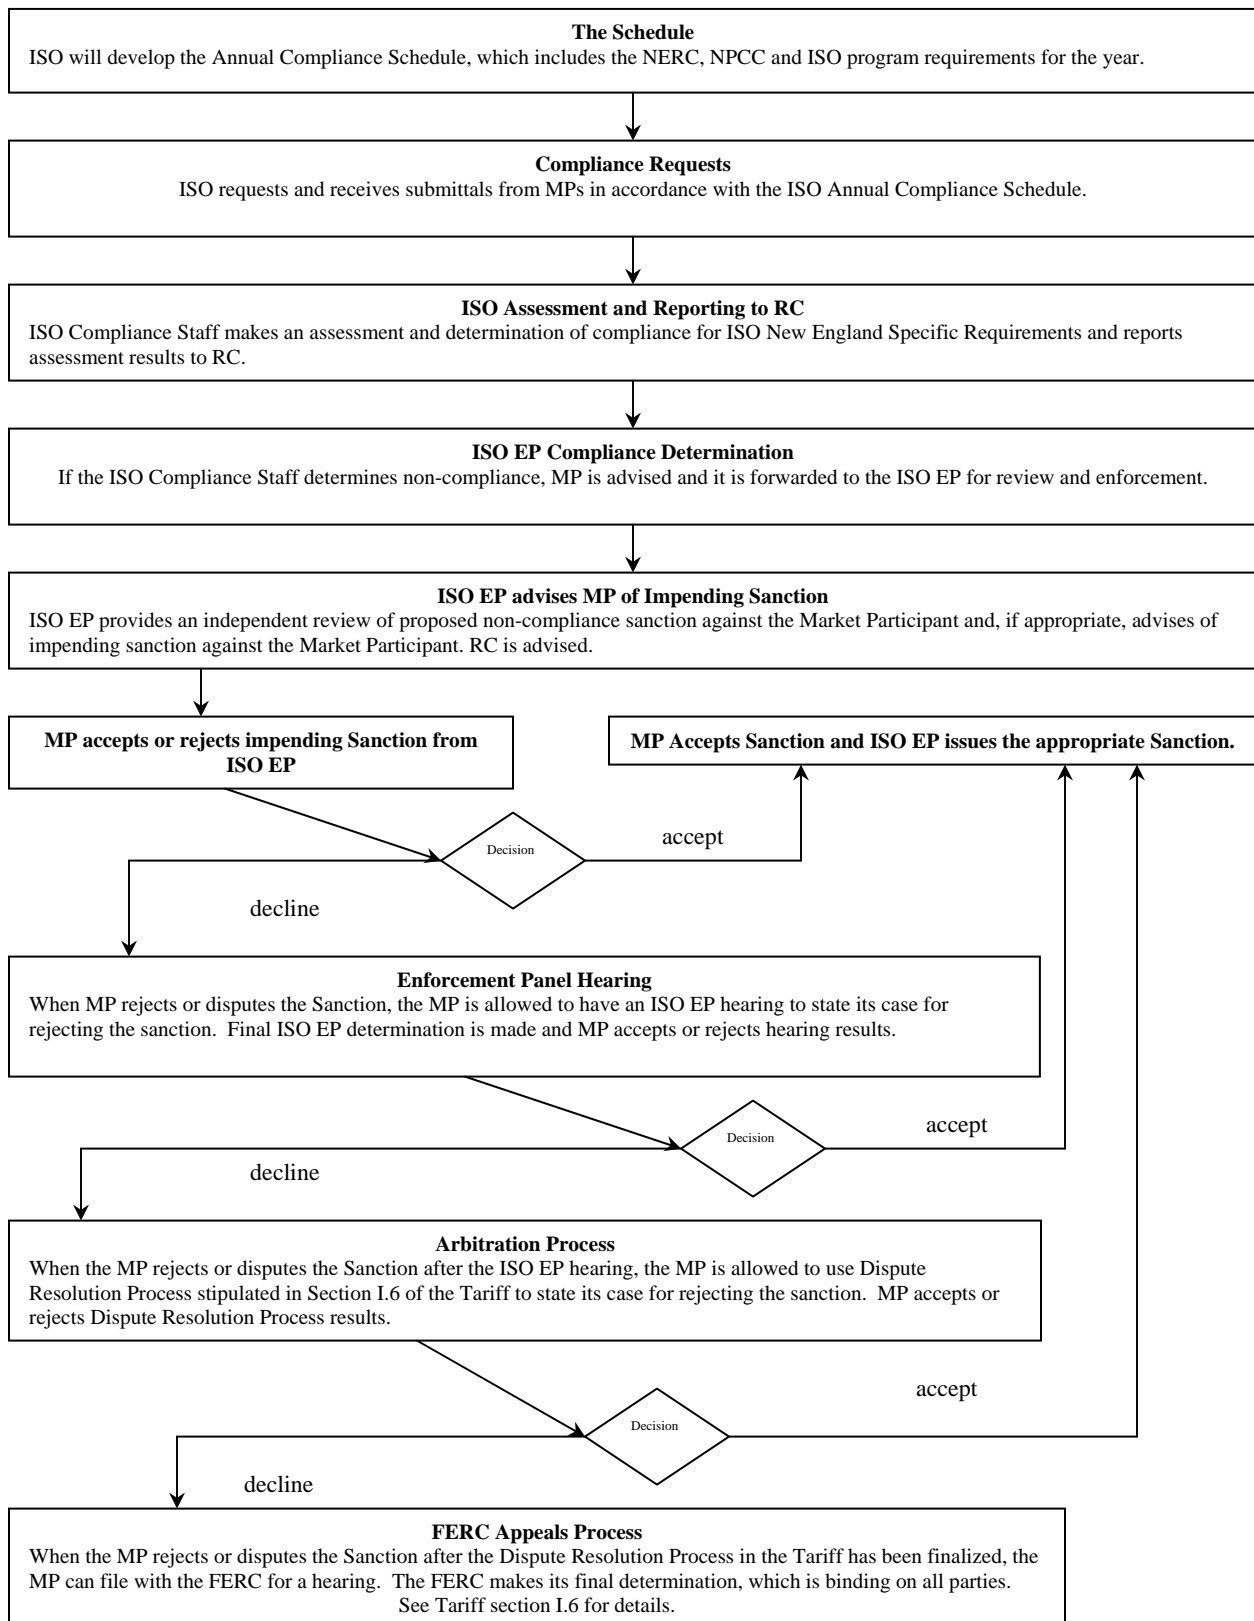 The Schedule
ISO will develop the Annual Compliance Schedule, which includes the NERC, NPCC and ISO program requirements for the year.
Compliance Requests
ISO requests and receives submittals from MPs in accordance with the ISO Annual Compliance Schedule.
ISO Assessment and Reporting to RC
ISO Compliance Staff makes an assessment and determination of compliance for ISO New England Specific Requirements and reports
assessment results to RC.
ISO EP Compliance Determination
If the ISO Compliance Staff determines non-compliance, MP is advised and it is forwarded to the ISO EP for review and enforcement.
ISO EP advises MP of Impending Sanction
ISO EP provides an independent review of proposed non-compliance sanction against the Market Participant and, if appropriate, advises of
impending sanction against the Market Participant. RC is advised.
MP accepts or rejects impending Sanction from
ISO EP
MP Accepts Sanction and ISO EP issues the appropriate Sanction.
Decision
accept
decline
Enforcement Panel Hearing
When MP rejects or disputes the Sanction, the MP is allowed to have an ISO EP hearing to state its case for
rejecting the sanction.  Final ISO EP determination is made and MP accepts or rejects hearing results.
Decision
accept
decline
Arbitration Process
When the MP rejects or disputes the Sanction after the ISO EP hearing, the MP is allowed to use Dispute
Resolution Process stipulated in Section I.6 of the Tariff to state its case for rejecting the sanction.  MP accepts or
rejects Dispute Resolution Process results.
Decision
accept
decline
FERC Appeals Process
When the MP rejects or disputes the Sanction after the Dispute Resolution Process in the Tariff has been finalized, the
MP can file with the FERC for a hearing.  The FERC makes its final determination, which is binding on all parties.
See Tariff section I.6 for details.